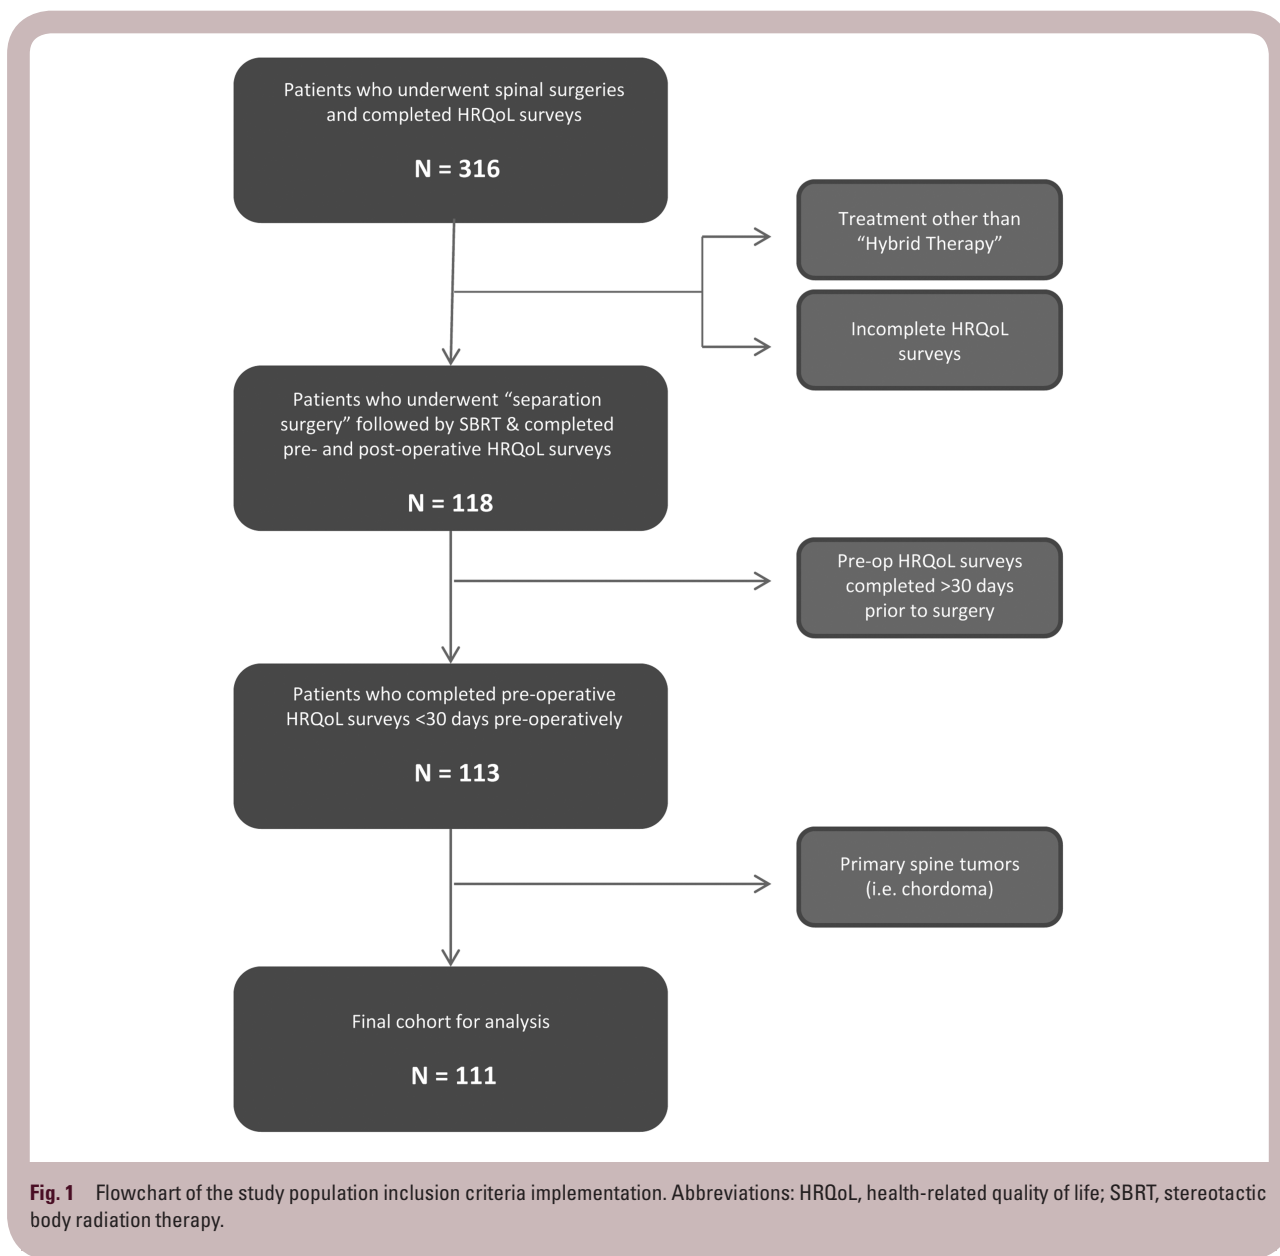 Patients who underwent spinal surgeries
and completed HRQoL surveys
N = 316
Treatment other than
“Hybrid Therapy”
Incomplete HRQoL
surveys
Patients who underwent “separation
surgery” followed by SBRT & completed
pre- and post-operative HRQoL surveys
N = 118
Pre-op HRQoL surveys
completed >30 days
prior to surgery
Patients who completed pre-operative
HRQoL surveys <30 days pre-operatively
N = 113
Primary spine tumors
(i.e. chordoma)
Final cohort for analysis
N = 111
Fig. 1 Flowchart of the study population inclusion criteria implementation. Abbreviations: HRQoL, health-related quality of life; SBRT, stereotactic
body radiation therapy.